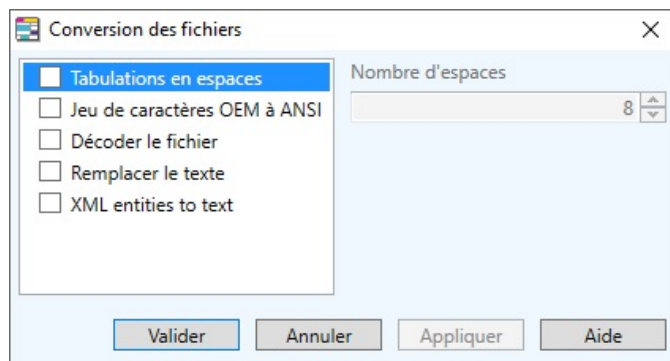 Conversion des fichiers
Tabulations en espaces
Jeu de caractères OEM à ANSI
Décoder le fichier
Remplacer le texte
XML entities to text
Nombre d'espaces
8
Valider
Annuler
Appliquer
Aide